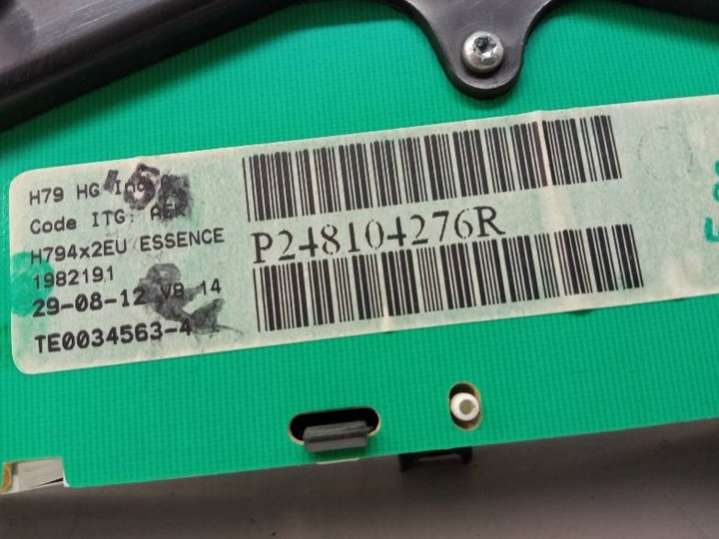 H79 HG
Code ITG:
H794x2EU ESSENCE
1982191
29-08-12 V8.14
TE0034563-4
P248104276R